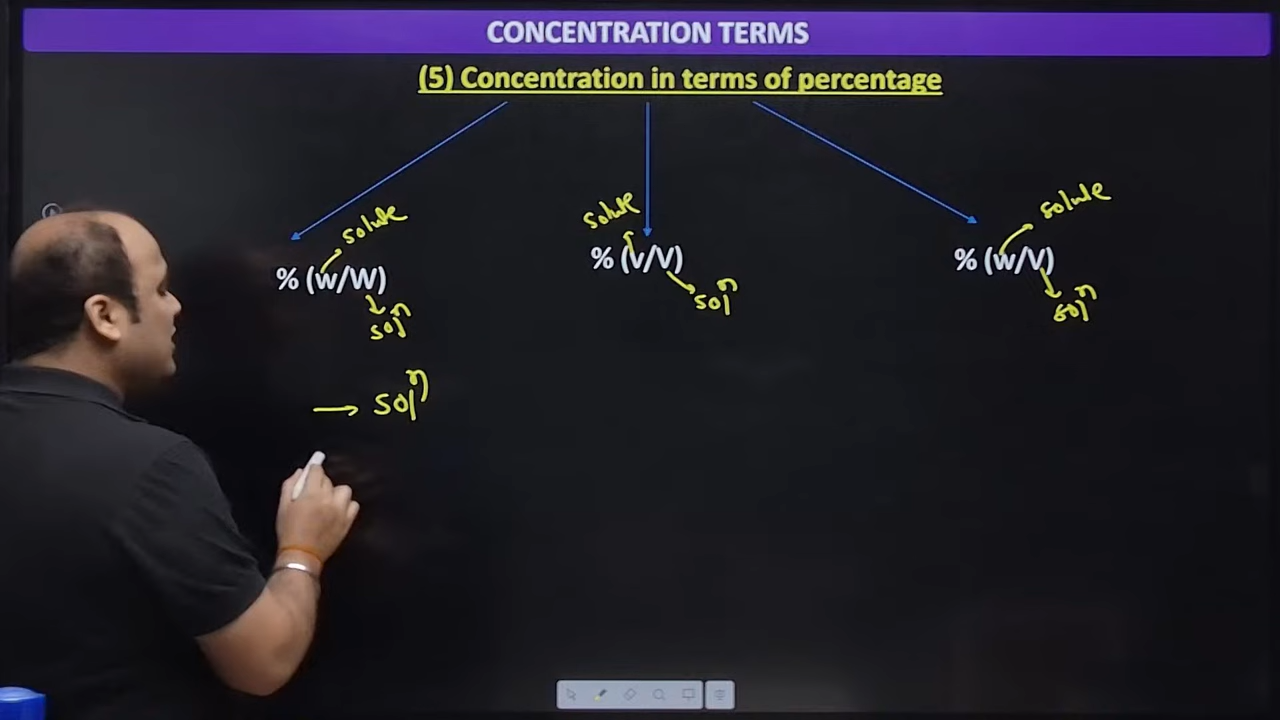 CONCENTRATION TERMS
(5) Concentration in terms of percentage
solute
solute
solute
% (w/W)
% (v/V)
% (w/V)
solⁿ
solⁿ
solⁿ
→ solⁿ